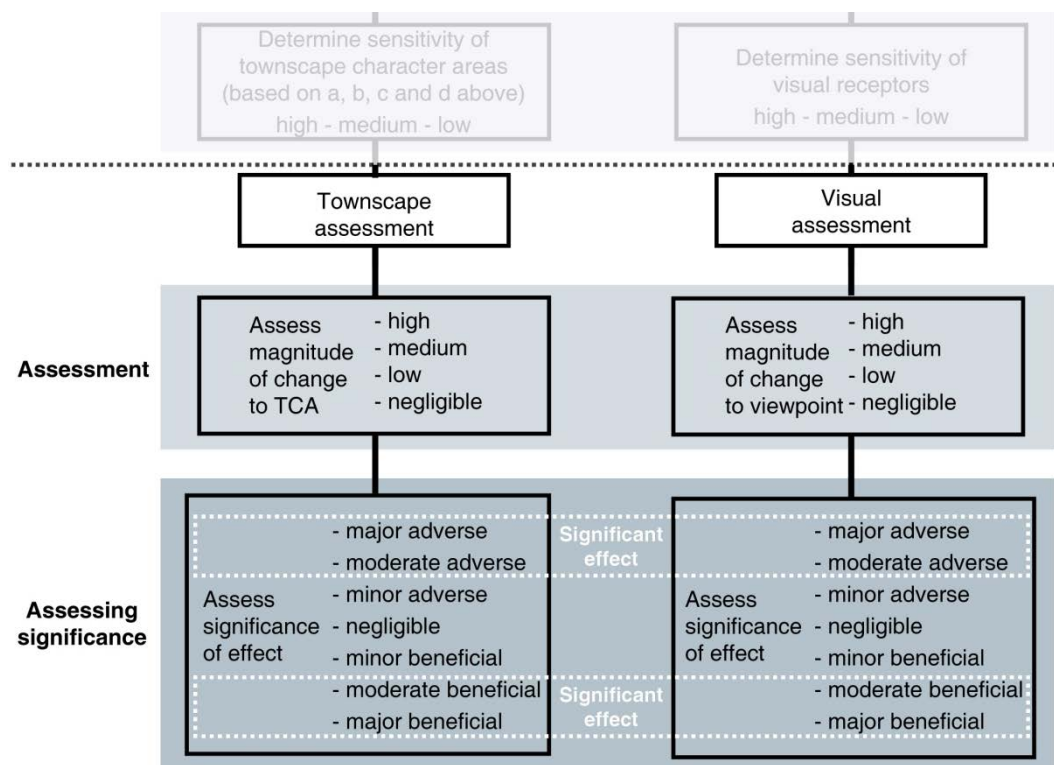 Determine sensitivity of
townscape character areas
(based on a, b, c and d above)
high - medium - low
Determine sensitivity of
visual receptors
high - medium - low
Townscape
assessment
Visual
assessment
Assessment
Assess
magnitude
of change
to TCA
- high
- medium
- low
- negligible
Assess
magnitude
of change
to viewpoint
- high
- medium
- low
- negligible
Assessing
significance
Assess
significance
of effect
- major adverse
- moderate adverse
- minor adverse
- negligible
- minor beneficial
- moderate beneficial
- major beneficial
Significant
effect
Significant
effect
Assess
significance
of effect
- major adverse
- moderate adverse
- minor adverse
- negligible
- minor beneficial
- moderate beneficial
- major beneficial